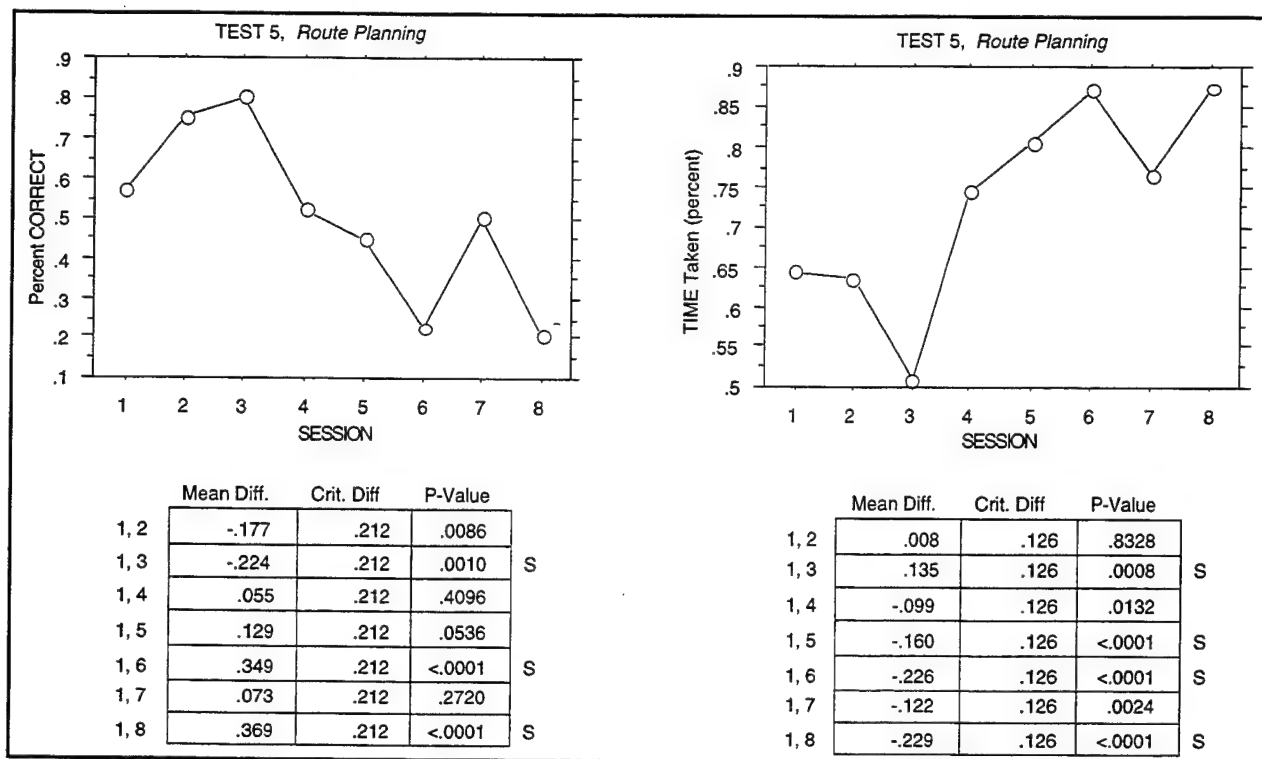 TEST 5, Route Planning
.9
.8
.7
.6
.5
.4
.3
.2
.1
Percent CORRECT
1 2 3 4 5 6 7 8
SESSION
Mean Diff. Crit. Diff P-Value
1, 2 -.177 .212 .0086
1, 3 -.224 .212 .0010 S
1, 4 .055 .212 .4096
1, 5 .129 .212 .0536
1, 6 .349 .212 <.0001 S
1, 7 .073 .212 .2720
1, 8 .369 .212 <.0001 S
TEST 5, Route Planning
.9
.85
.8
.75
.7
.65
.6
.55
.5
TIME Taken (percent)
1 2 3 4 5 6 7 8
SESSION
Mean Diff. Crit. Diff P-Value
1, 2 .008 .126 .8328
1, 3 .135 .126 .0008 S
1, 4 -.099 .126 .0132
1, 5 -.160 .126 <.0001 S
1, 6 -.226 .126 <.0001 S
1, 7 -.122 .126 .0024
1, 8 -.229 .126 <.0001 S